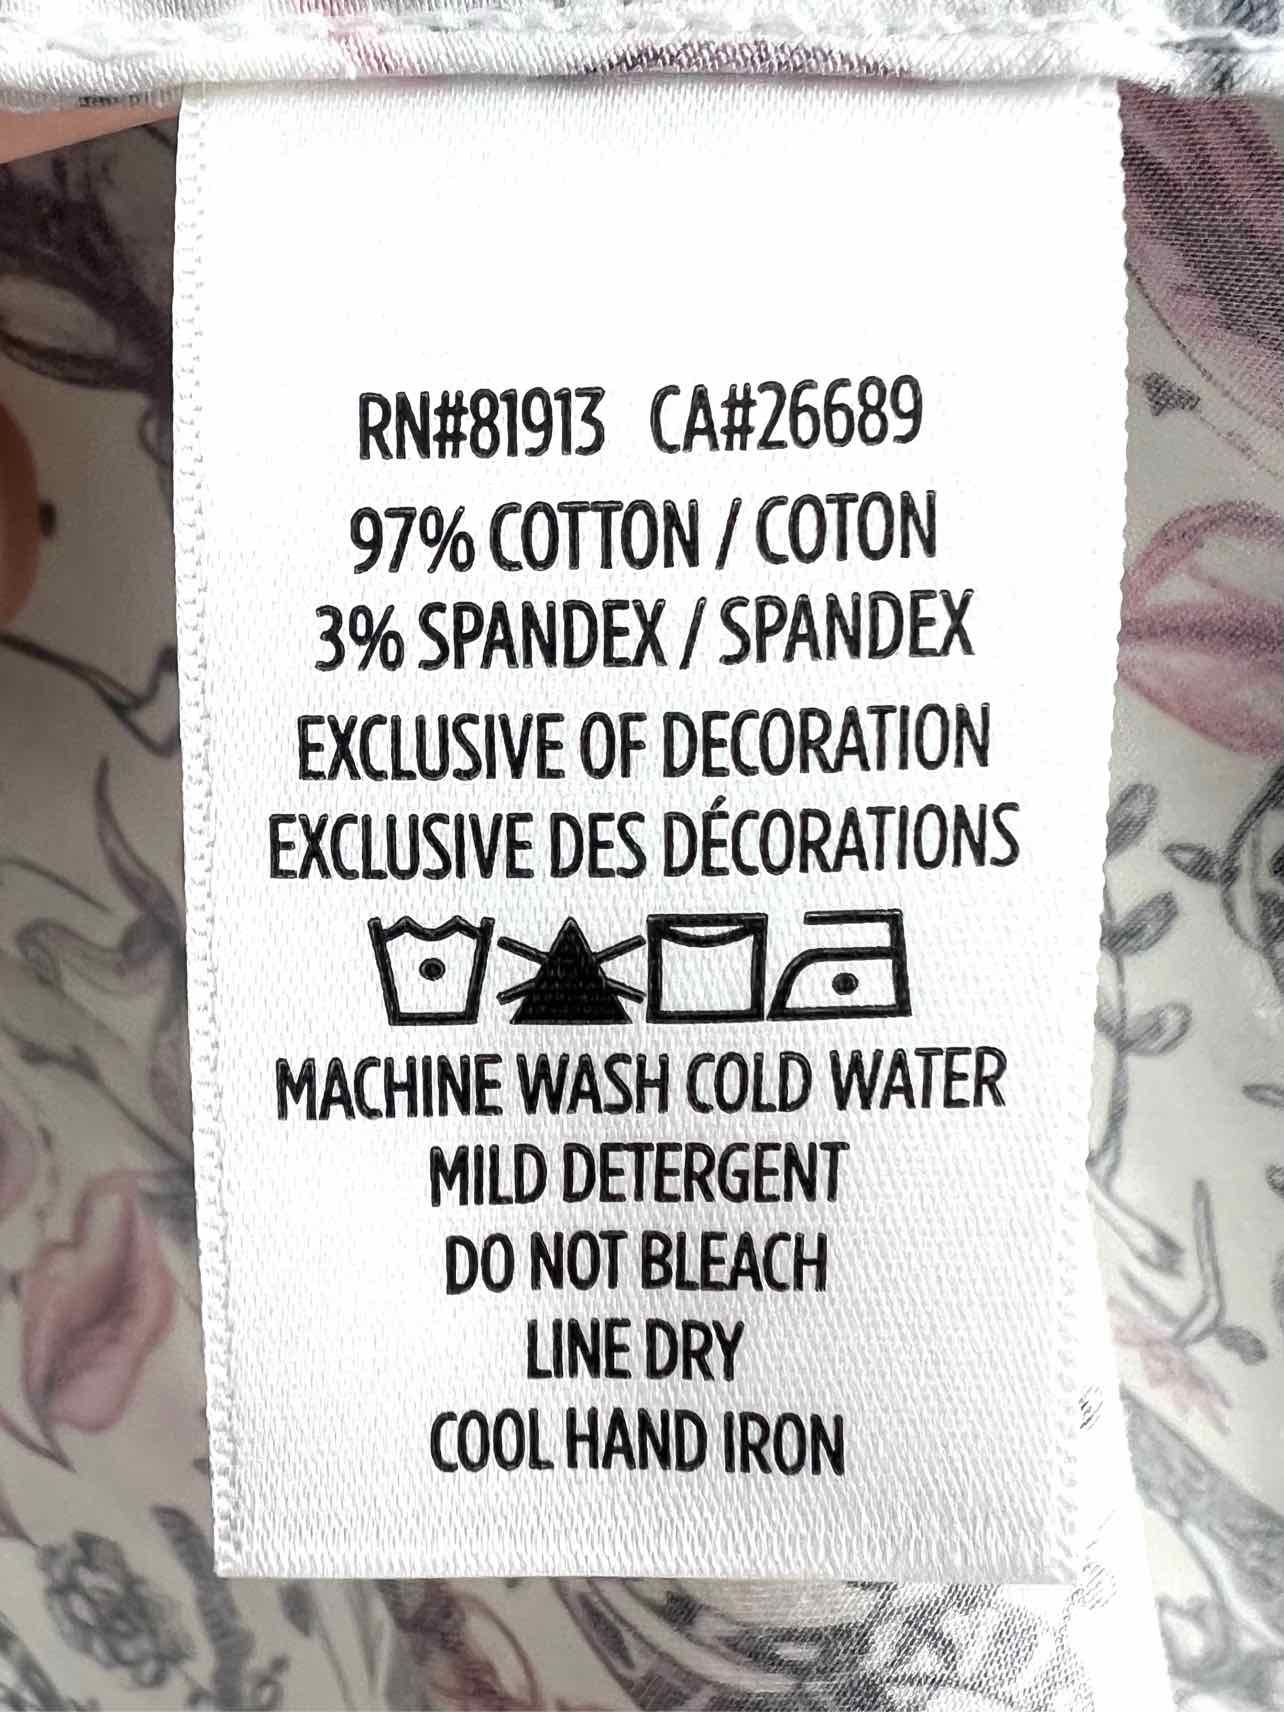 RN#81913 CA#26689
97% COTTON / COTON
3% SPANDEX / SPANDEX
EXCLUSIVE OF DECORATION
EXCLUSIVE DES DÉCORATIONS
MACHINE WASH COLD WATER
MILD DETERGENT
DO NOT BLEACH
LINE DRY
COOL HAND IRON